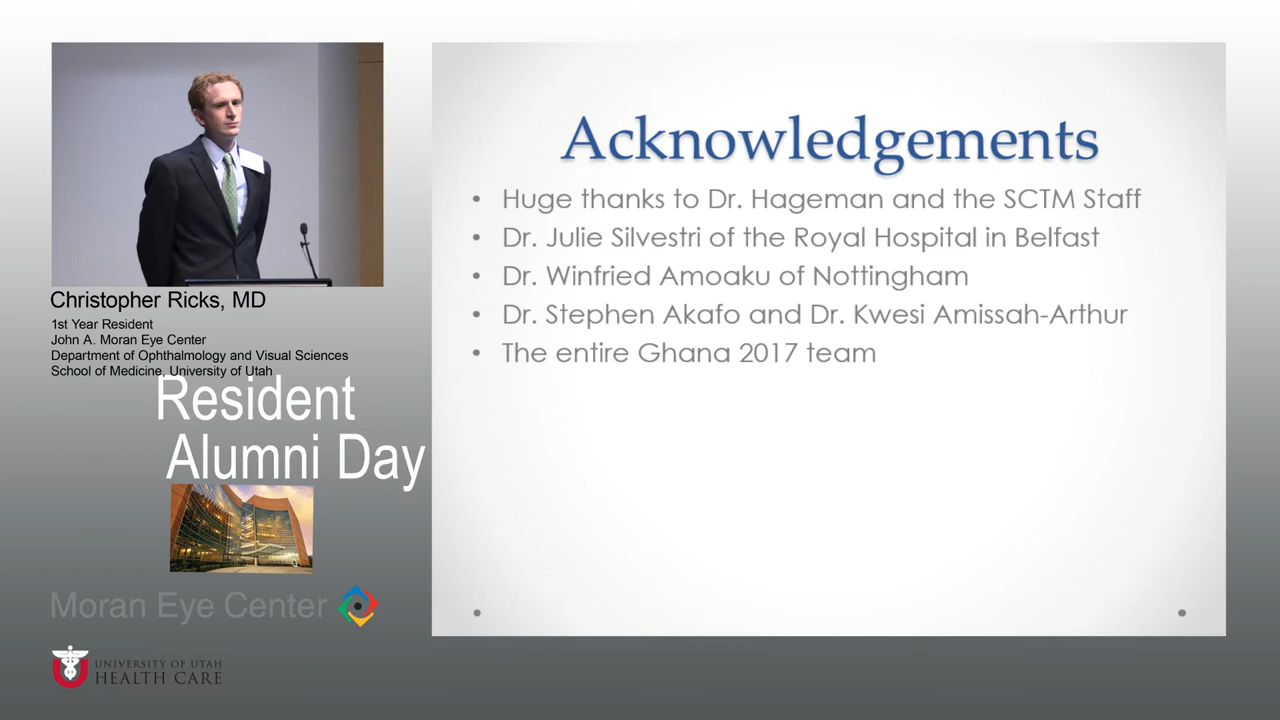 Christopher Ricks, MD
1st Year Resident
John A. Moran Eye Center
Department of Ophthalmology and Visual Sciences
School of Medicine, University of Utah
Resident
Alumni Day
Moran Eye Center
UNIVERSITY OF UTAH
HEALTH CARE
Acknowledgements
• Huge thanks to Dr. Hageman and the SCTM Staff
• Dr. Julie Silvestri of the Royal Hospital in Belfast
• Dr. Winfried Amoaku of Nottingham
• Dr. Stephen Akafo and Dr. Kwesi Amissah-Arthur
• The entire Ghana 2017 team